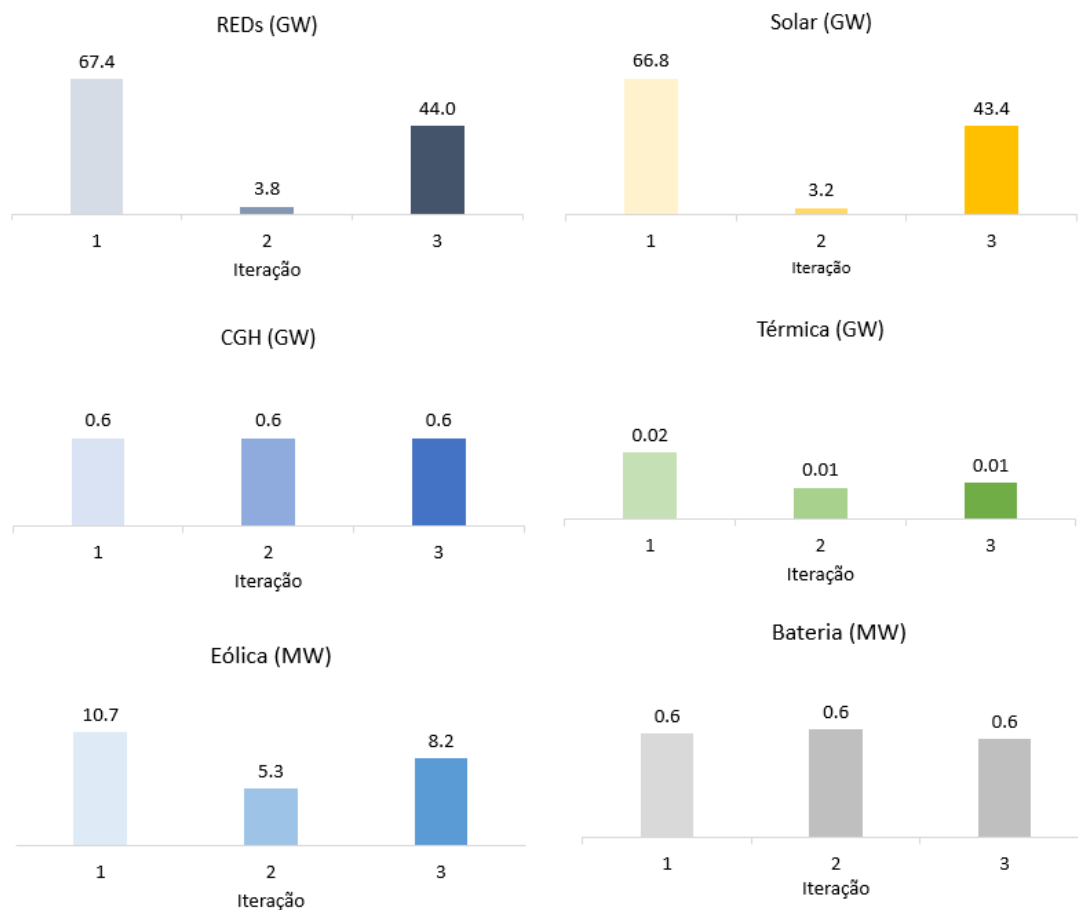 REDs (GW)
67.4
44.0
3.8
1 2 3
Iteração
Solar (GW)
66.8
43.4
3.2
1 2 3
Iteração
CGH (GW)
0.6 0.6 0.6
1 2 3
Iteração
Térmica (GW)
0.02
0.01 0.01
1 2 3
Iteração
Eólica (MW)
10.7
8.2
5.3
1 2 3
Iteração
Bateria (MW)
0.6 0.6 0.6
1 2 3
Iteração